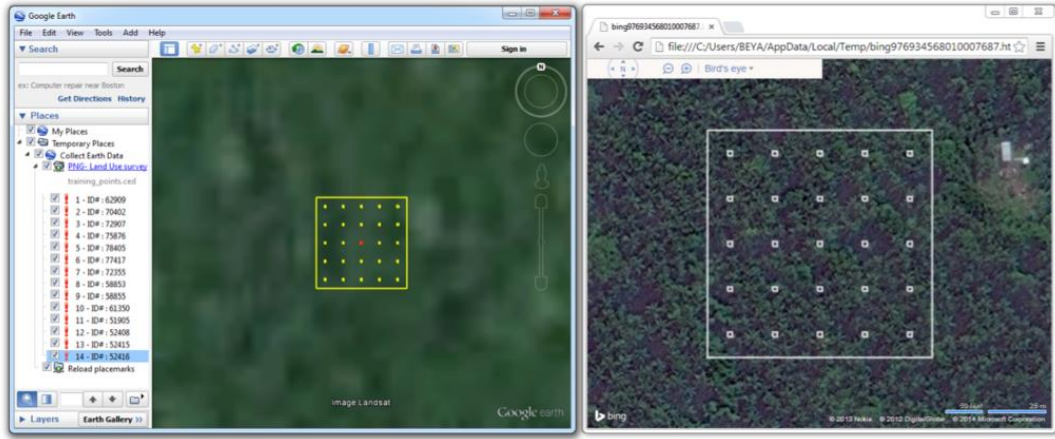 Google Earth
File Edit View Tools Add Help
Search
Search
ex: Computer repair near Boston
Get Directions History
Places
My Places
Temporary Places
Collect Earth Data
PNG- Land Use survey
training_points.ced
1 - ID# : 62909
2 - ID# : 70402
3 - ID# : 72907
4 - ID# : 75876
5 - ID# : 78405
6 - ID# : 77417
7 - ID# : 72355
8 - ID# : 58853
9 - ID# : 58855
10 - ID# : 61350
11 - ID# : 51905
12 - ID# : 52408
13 - ID# : 52415
14 - ID# : 52416
Reload placemarks
Layers
Earth Gallery >>
Sign in
N
Image Landsat
Google earth
bing976934568010007687
file:///C:/Users/BEYA/AppData/Local/Temp/bing976934568010007687.ht
N
Bird's eye
bing
25 m
© 2013 Nokia © 2012 DigitalGlobe © 2014 Microsoft Corporation